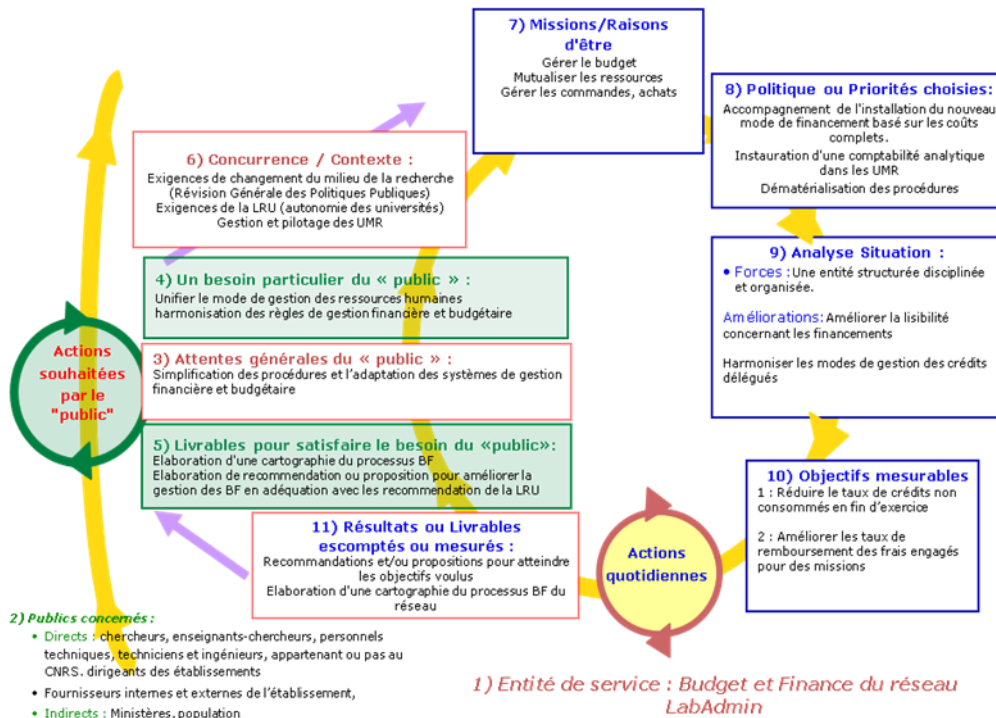 7) Missions/Raisons
d'être
Gérer le budget
Mutualiser les ressources
Gérer les commandes, achats
8) Politique ou Priorités choisies:
Accompagnement de l'installation du nouveau
mode de financement basé sur les coûts
complets.
Instauration d'une comptabilité analytique
dans les UMR
Dématérialisation des procédures
6) Concurrence / Contexte :
Exigences de changement du milieu de la recherche
(Révision Générale des Politiques Publiques)
Exigences de la LRU (autonomie des universités)
Gestion et pilotage des UMR
9) Analyse Situation :
• Forces : Une entité structurée disciplinée
et organisée.
Améliorations: Améliorer la lisibilité
concernant les financements
Harmoniser les modes de gestion des crédits
délégués
4) Un besoin particulier du « public » :
Unifier le mode de gestion des ressources humaines
harmonisation des règles de gestion financière et budgétaire
Actions
souhaitées
par le
"public"
3) Attentes générales du « public » :
Simplification des procédures et l'adaptation des systèmes de gestion
financière et budgétaire
5) Livrables pour satisfaire le besoin du «public»:
Elaboration d'une cartographie du processus BF
Elaboration de recommendation ou proposition pour améliorer la
gestion des BF en adéquation avec les recommendation de la LRU
10) Objectifs mesurables
1 : Réduire le taux de crédits non
consommés en fin d'exercice
2 : Améliorer les taux de
remboursement des frais engagés
pour des missions
11) Résultats ou Livrables
escomptés ou mesurés :
Recommandations et/ou propositions pour atteindre
les objectifs voulus
Elaboration d'une cartographie du processus BF du
réseau
Actions
quotidiennes
2) Publics concernés :
• Directs : chercheurs, enseignants-chercheurs, personnels
techniques, techniciens et ingénieurs, appartenant ou pas au
CNRS. dirigeants des établissements
• Fournisseurs internes et externes de l'établissement,
• Indirects : Ministères, population
1) Entité de service : Budget et Finance du réseau
LabAdmin